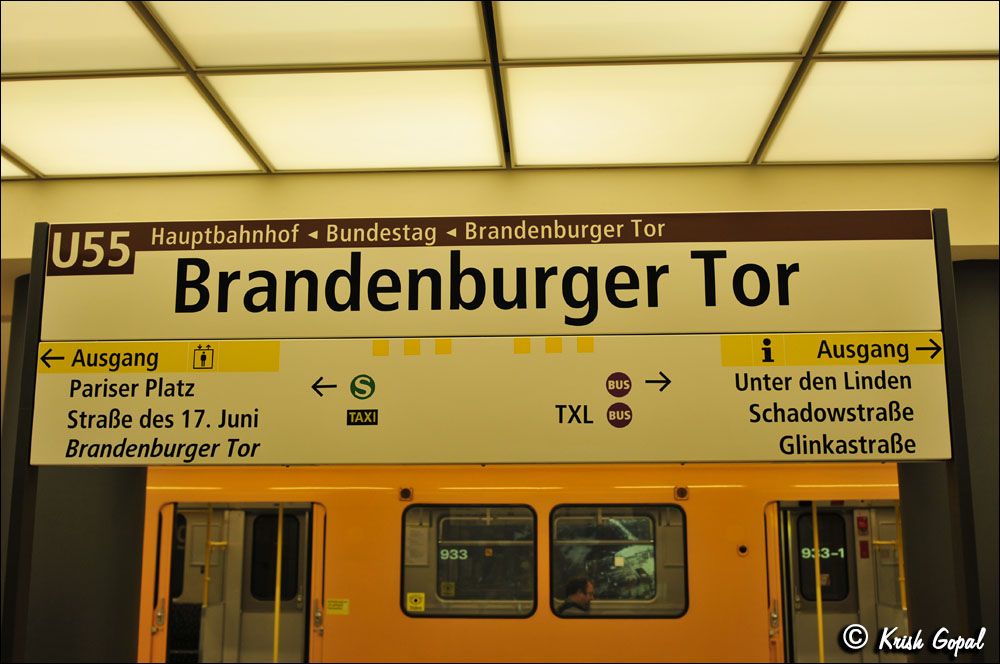 U55 Hauptbahnhof ◂ Bundestag ◂ Brandenburger Tor
Brandenburger Tor
← Ausgang
Pariser Platz
Straße des 17. Juni
Brandenburger Tor
← S
TAXI
BUS →
TXL BUS
i Ausgang →
Unter den Linden
Schadowstraße
Glinkastraße
933
933-1
© Krish Gopal